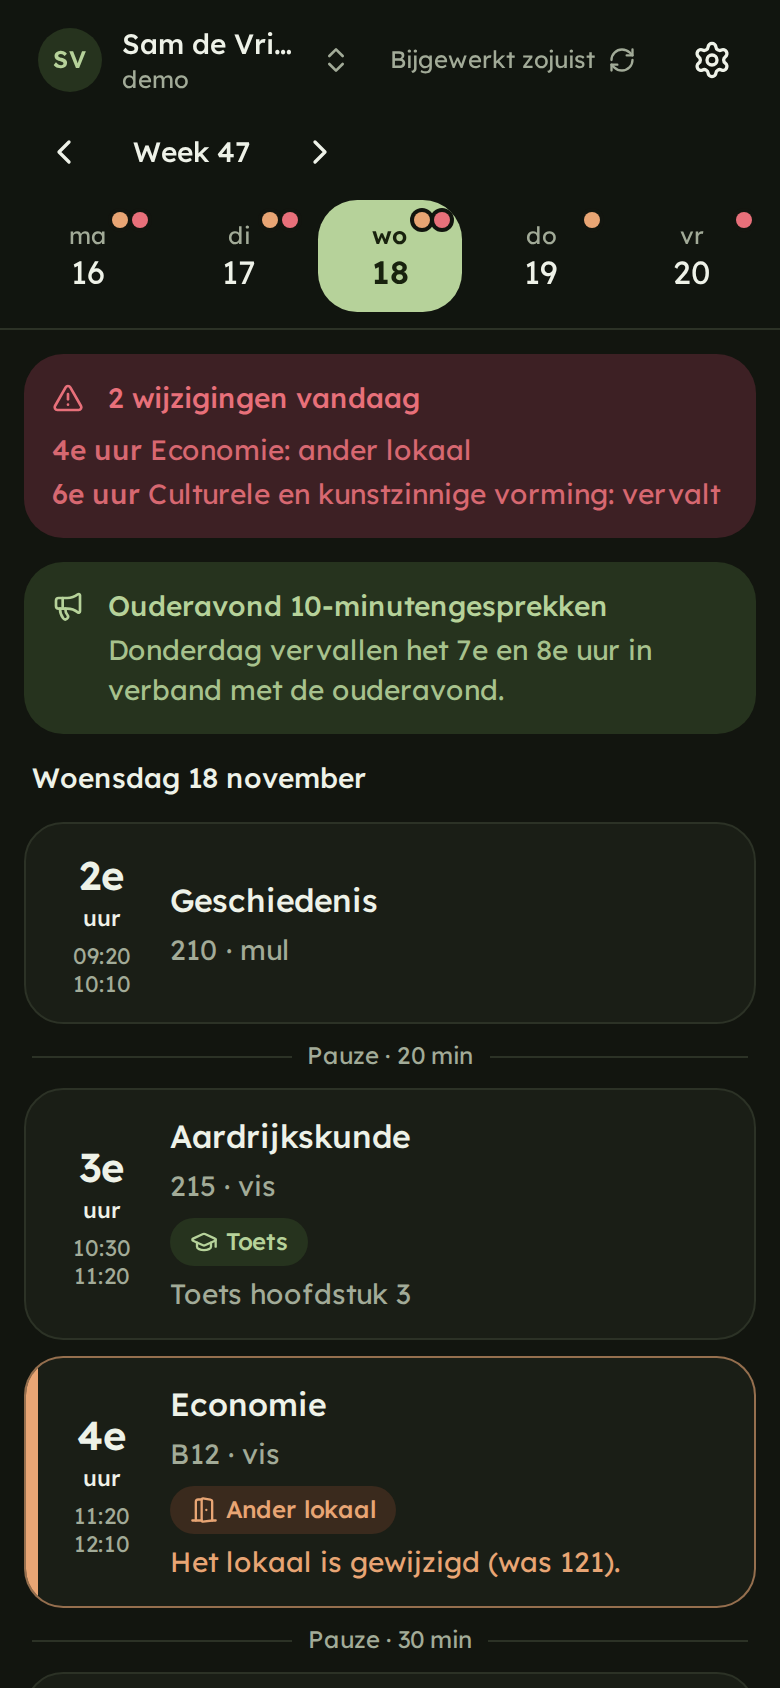 SV
Sam de Vri...
demo
Bijgewerkt zojuist
Week 47
ma di wo do vr
16 17 18 19 20
2 wijzigingen vandaag
4e uur Economie: ander lokaal
6e uur Culturele en kunstzinnige vorming: vervalt
Ouderavond 10-minutengesprekken
Donderdag vervallen het 7e en 8e uur in
verband met de ouderavond.
Woensdag 18 november
2e
uur
09:20
10:10
Geschiedenis
210 · mul
Pauze · 20 min
3e
uur
10:30
11:20
Aardrijkskunde
215 · vis
Toets
Toets hoofdstuk 3
4e
uur
11:20
12:10
Economie
B12 · vis
Ander lokaal
Het lokaal is gewijzigd (was 121).
Pauze · 30 min